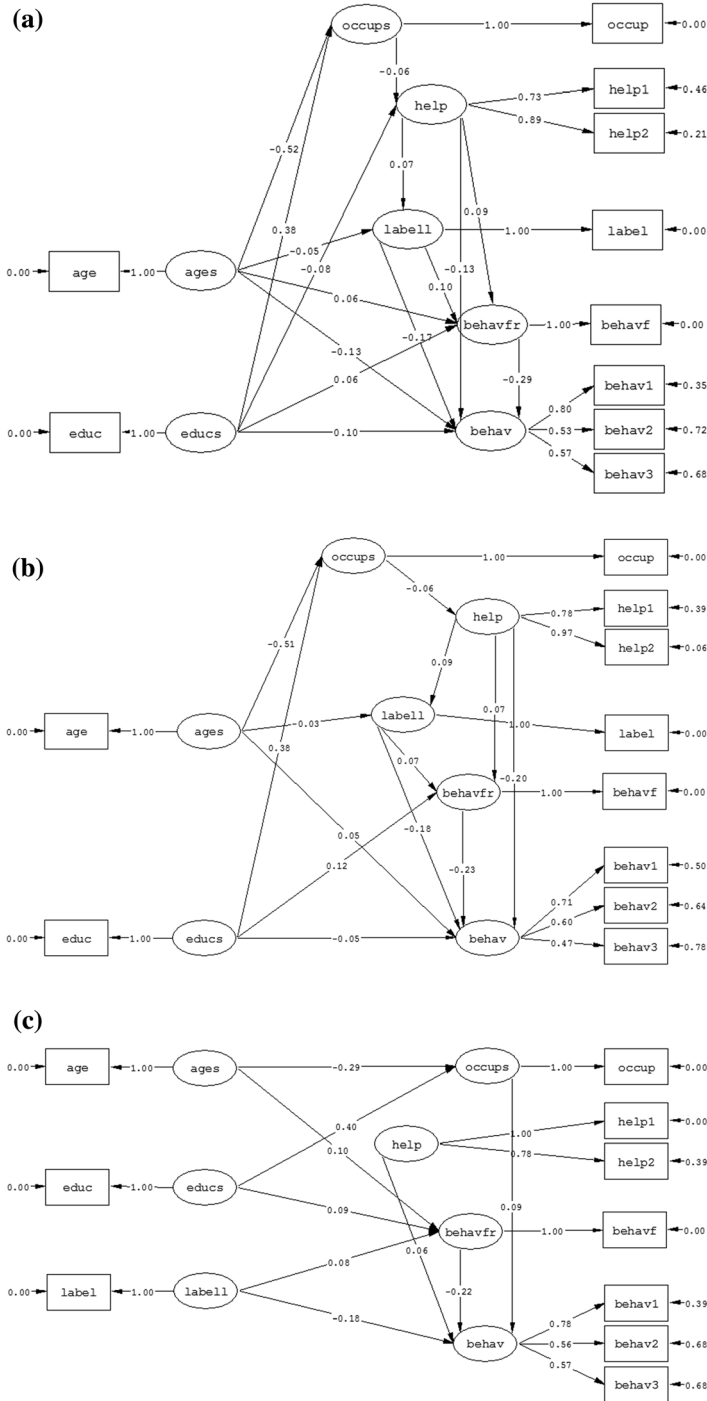 (a)
occups 1.00 occup 0.00
-0.06
help 0.73 help1 0.46
0.89 help2 0.21
-0.52
0.07
0.38 labell 1.00 label 0.00
0.09
-0.05
-0.08
0.00 age 1.00 ages
-0.13
0.10
0.06
behavfr 1.00 behavf 0.00
-0.17
-0.13
0.06
-0.29
behav1 0.35
0.80
0.00 educ 1.00 educs 0.10 behav 0.53 behav2 0.72
0.57
behav3 0.68
(b)
occups 1.00 occup 0.00
-0.06
help 0.78 help1 0.39
0.97 help2 0.06
-0.51
0.09
labell 1.00 label 0.00
0.00 age 1.00 ages -0.03
0.07
0.38
0.07
-0.20
behavfr 1.00 behavf 0.00
-0.18
0.05
0.12
-0.23
behav1 0.50
0.71
behav2 0.64
0.60
0.00 educ 1.00 educs -0.05 behav
0.47 behav3 0.78
(c)
0.00 age 1.00 ages -0.29 occups 1.00 occup 0.00
0.40
help 1.00 help1 0.00
0.10
0.78 help2 0.39
0.00 educ 1.00 educs
0.09
0.09
behavfr 1.00 behavf 0.00
0.06
0.08
0.00 label 1.00 labell
-0.22
-0.18
behav1 0.39
0.78
behav 0.56 behav2 0.68
0.57
behav3 0.68